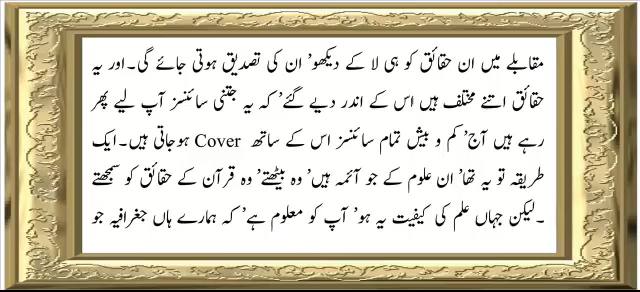 مقابلے میں ان حقائق کو ہی لا کے دیکھو’ ان کی تصدیق ہوتی جائے گی۔اور یہ
حقائق اتنے مختلف ہیں اس کے اندر دیے گئے’ کہ یہ جتنی سائنسز آپ لیے پھر
رہے ہیں آج’ کم و بیش تمام سائنسز اس کے ساتھ Cover ہوجاتی ہیں۔ایک
طریقہ تو یہ تھا’ ان علوم کے جو آئمہ ہیں’ وہ بیٹھتے’ وہ قرآن کے حقائق کو سمجھتے
۔لیکن جہاں علم کی کیفیت یہ ہو’ آپ کو معلوم ہے’ کہ ہمارے ہاں جغرافیہ جو